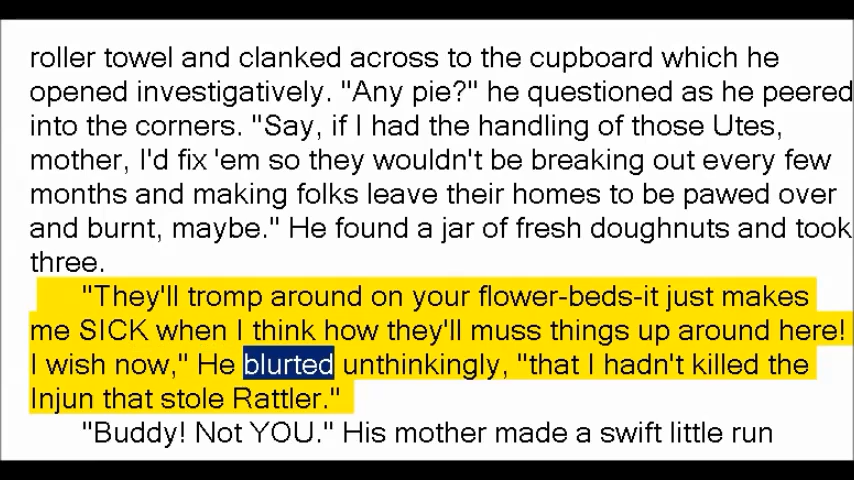 roller towel and clanked across to the cupboard which he
opened investigatively. "Any pie?" he questioned as he peered
into the corners. "Say, if I had the handling of those Utes,
mother, I'd fix 'em so they wouldn't be breaking out every few
months and making folks leave their homes to be pawed over
and burnt, maybe." He found a jar of fresh doughnuts and took
three.
"They'll tromp around on your flower-beds-it just makes
me SICK when I think how they'll muss things up around here!
I wish now," He blurted unthinkingly, "that I hadn't killed the
Injun that stole Rattler."
"Buddy! Not YOU." His mother made a swift little run